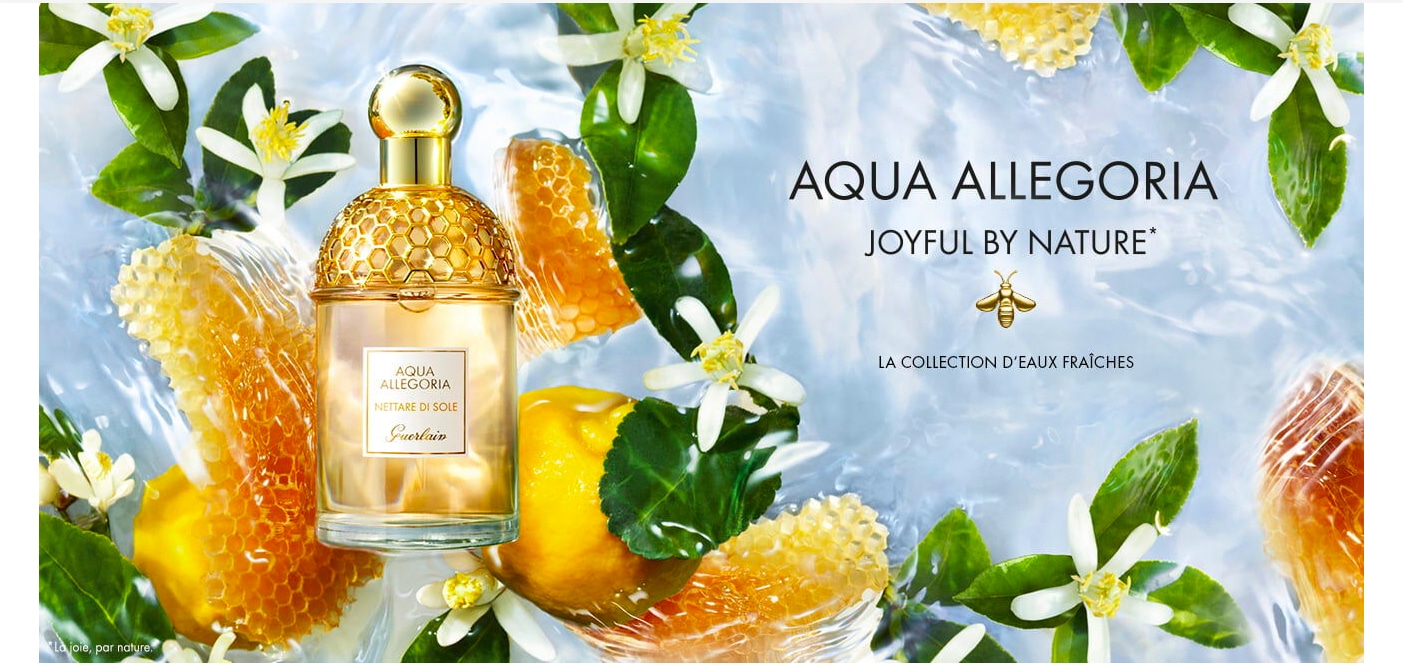 AQUA ALLEGORIA
JOYFUL BY NATURE*
LA COLLECTION D'EAUX FRAÎCHES
AQUA
ALLEGORIA
NETTARE DI SOLE
Guerlain
*La joie, par nature.